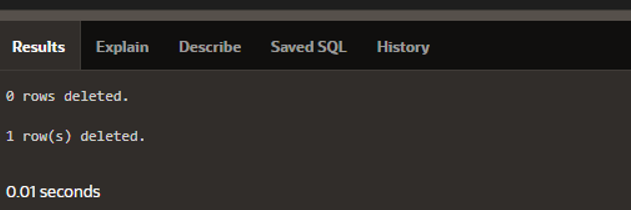 Results Explain Describe Saved SQL History
0 rows deleted.
1 row(s) deleted.
0.01 seconds